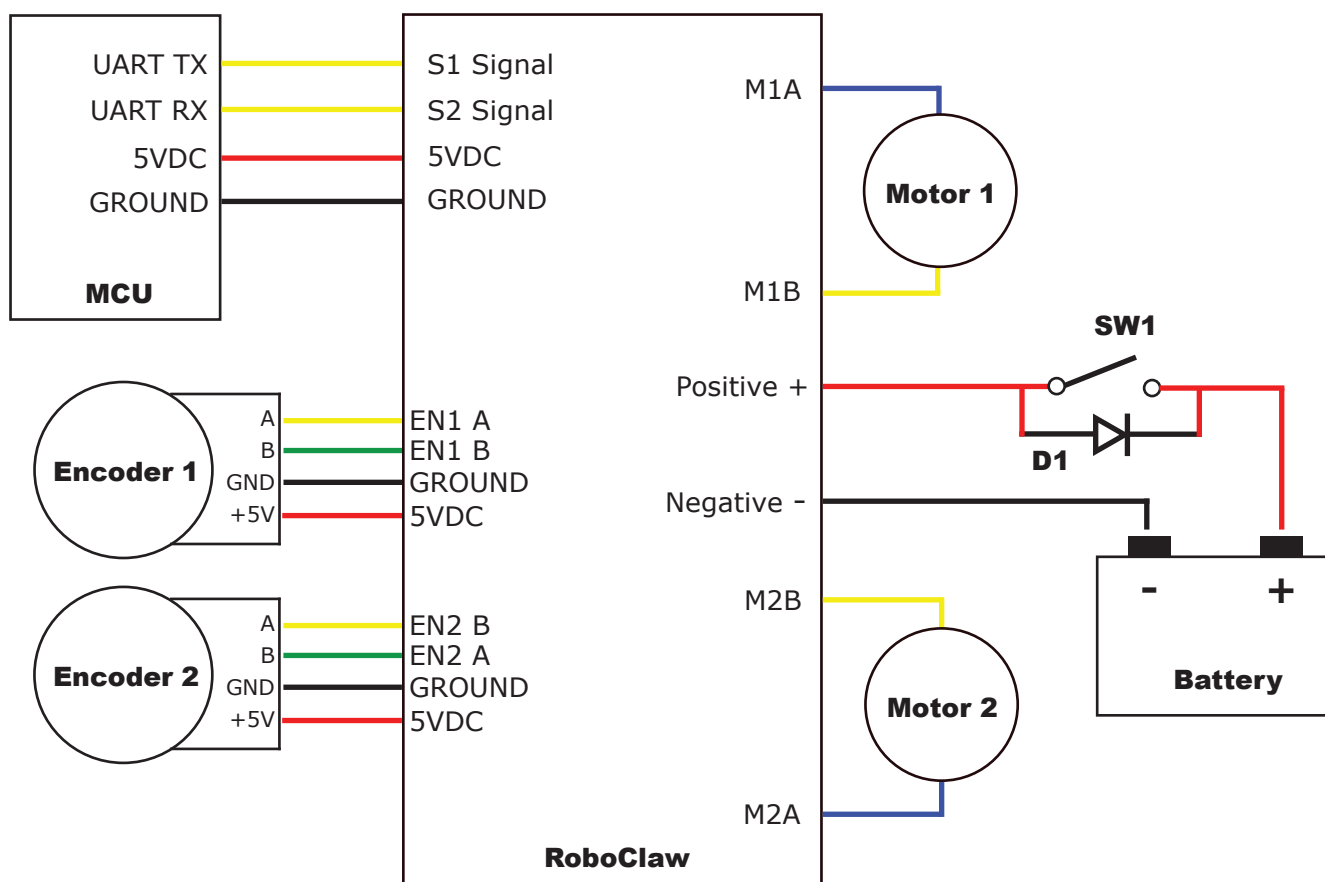 UART TX
UART RX
5VDC
GROUND
MCU
S1 Signal
S2 Signal
5VDC
GROUND
M1A
Motor 1
M1B
SW1
Positive +
D1
Negative -
- +
Battery
M2B
Motor 2
M2A
Encoder 1
A
B
GND
+5V
EN1 A
EN1 B
GROUND
5VDC
Encoder 2
A
B
GND
+5V
EN2 B
EN2 A
GROUND
5VDC
RoboClaw